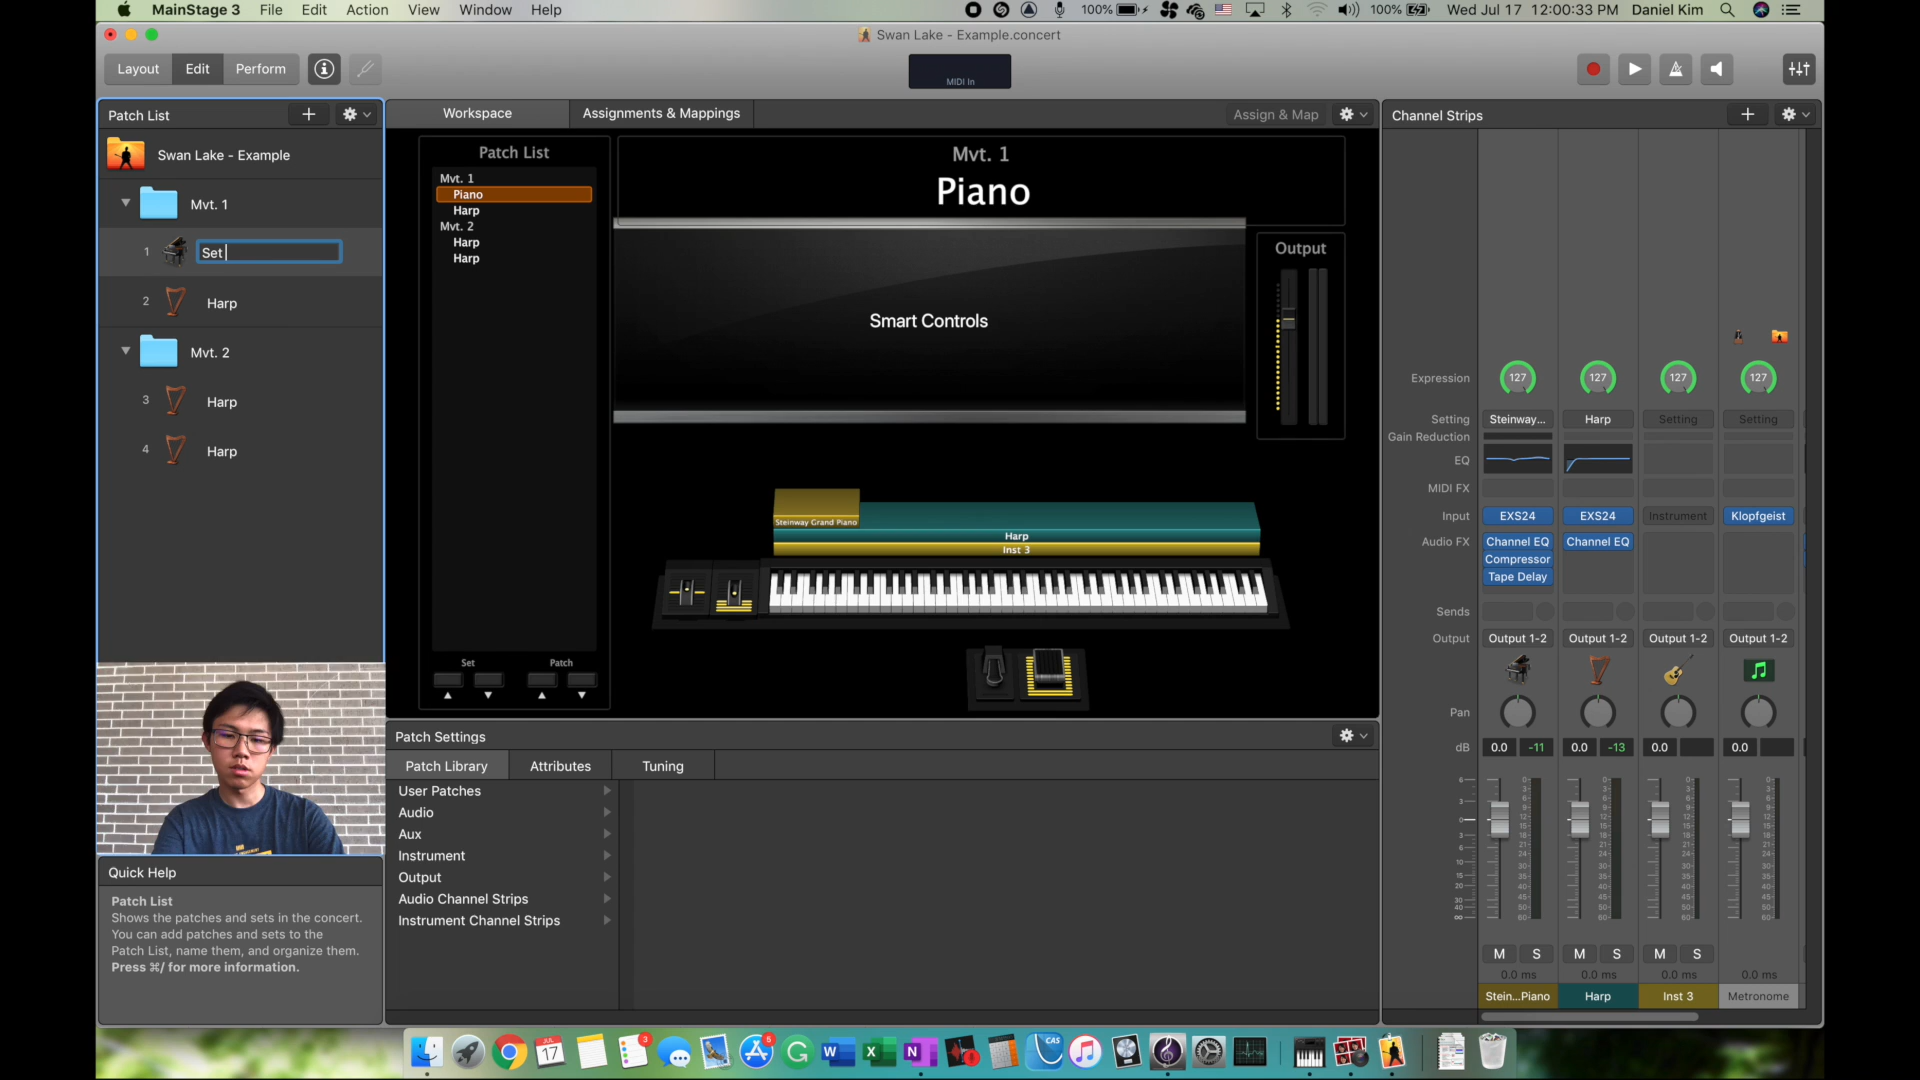 MainStage 3 File Edit Action View Window Help 100% 100% Wed Jul 17 12:00:33 PM Daniel Kim
Swan Lake - Example.concert
Layout Edit Perform
MIDI In
Patch List
Swan Lake - Example
Mvt. 1
1 Set
2 Harp
Mvt. 2
3 Harp
4 Harp
Workspace Assignments & Mappings Assign & Map
Patch List
Mvt. 1
Piano
Harp
Mvt. 2
Harp
Harp
Set Patch
Mvt. 1
Piano
Smart Controls
Output
Steinway Grand Piano
Harp
Inst 3
Patch Settings
Patch Library Attributes Tuning
User Patches
Audio
Aux
Instrument
Output
Audio Channel Strips
Instrument Channel Strips
Quick Help
Patch List
Shows the patches and sets in the concert.
You can add patches and sets to the
Patch List, name them, and organize them.
Press ⌘/ for more information.
Channel Strips
Expression 127 127 127 127
Setting Steinway... Harp Setting Setting
Gain Reduction
EQ
MIDI FX
Input EXS24 EXS24 Instrument Klopfgeist
Audio FX Channel EQ Channel EQ
Compressor
Tape Delay
Sends
Output Output 1-2 Output 1-2 Output 1-2 Output 1-2
Pan
dB 0.0 -11 0.0 -13 0.0 0.0
M S M S M S
0.0 ms 0.0 ms 0.0 ms 0.0 ms
Stein...Piano Harp Inst 3 Metronome
JUL
17
3
6
W X N
CAS